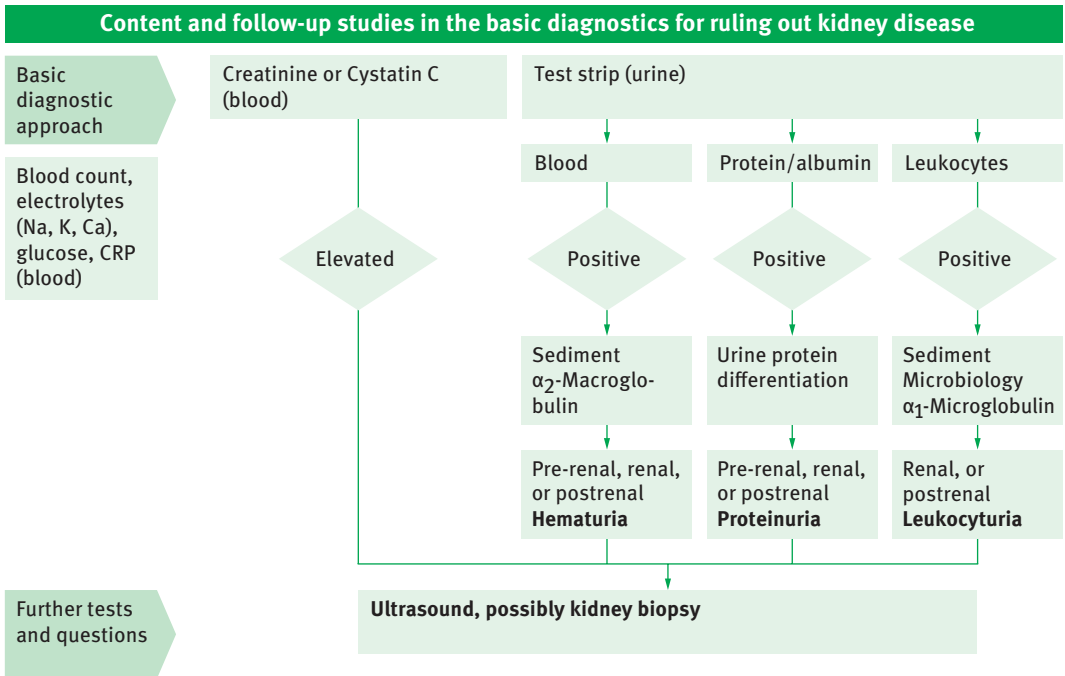 Content and follow-up studies in the basic diagnostics for ruling out kidney disease
Basic
diagnostic
approach
Blood count,
electrolytes
(Na, K, Ca),
glucose, CRP
(blood)
Creatinine or Cystatin C
(blood)
Elevated
Test strip (urine)
Blood
Positive
Sediment
α2-Macroglo-
bulin
Pre-renal, renal,
or postrenal
Hematuria
Protein/albumin
Positive
Urine protein
differentiation
Pre-renal, renal,
or postrenal
Proteinuria
Leukocytes
Positive
Sediment
Microbiology
α1-Microglobulin
Renal, or
postrenal
Leukocyturia
Further tests
and questions
Ultrasound, possibly kidney biopsy